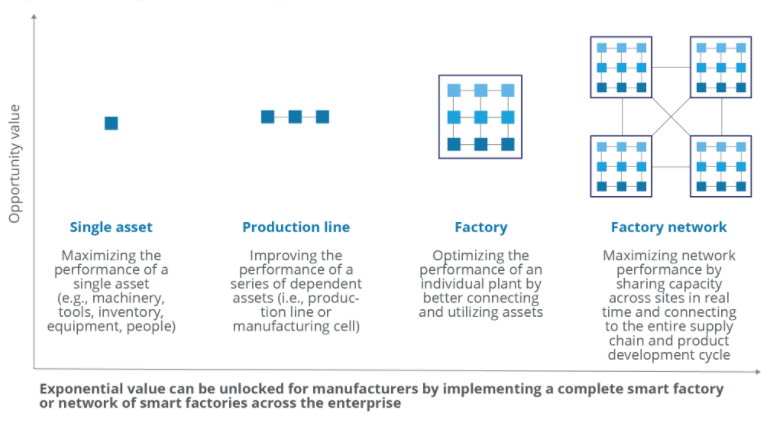 Opportunity value
Single asset
Maximizing the
performance of a
single asset
(e.g., machinery,
tools, inventory,
equipment, people)
Production line
Improving the
performance of a
series of dependent
assets (i.e., produc-
tion line or
manufacturing cell)
Factory
Optimizing the
performance of an
individual plant by
better connecting
and utilizing assets
Factory network
Maximizing network
performance by
sharing capacity
across sites in real
time and connecting
to the entire supply
chain and product
development cycle
Exponential value can be unlocked for manufacturers by implementing a complete smart factory
or network of smart factories across the enterprise